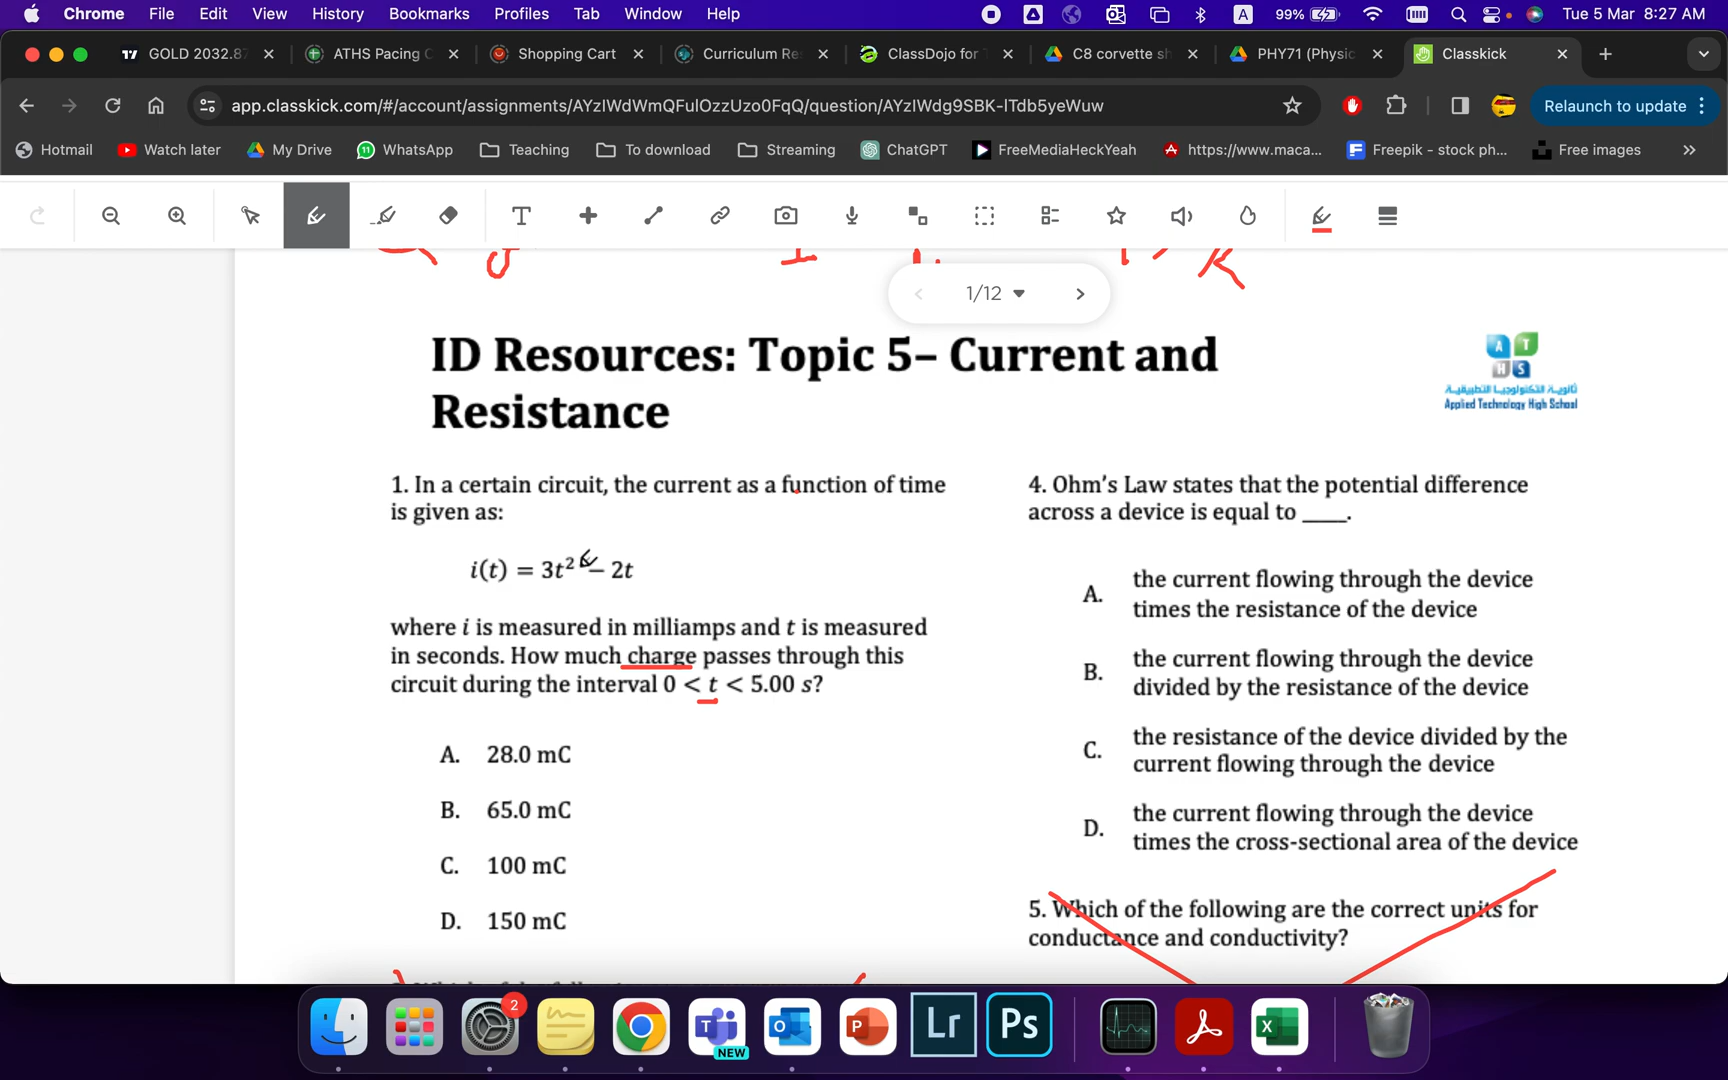 Chrome File Edit View History Bookmarks Profiles Tab Window Help 99% Tue 5 Mar 8:27 AM
GOLD 2032.87 ATHS Pacing Shopping Cart Curriculum Re ClassDojo for C8 corvette sh PHY71 (Physic Classkick
app.classkick.com/#/account/assignments/AYzIWdWmQFulOzzUzo0FqQ/question/AYzIWdg9SBK-ITdb5yeWuw Relaunch to update
Hotmail Watch later My Drive WhatsApp Teaching To download Streaming ChatGPT FreeMediaHeckYeah https://www.maca... Freepik - stock ph... Free images
1/12
ID Resources: Topic 5– Current and
Resistance
A T H S
ثانوية التكنولوجيا التطبيقية
Applied Technology High School
1. In a certain circuit, the current as a function of time
is given as:
i(t) = 3t² − 2t
where i is measured in milliamps and t is measured
in seconds. How much charge passes through this
circuit during the interval 0 < t < 5.00 s?
A. 28.0 mC
B. 65.0 mC
C. 100 mC
D. 150 mC
4. Ohm's Law states that the potential difference
across a device is equal to ____.
A. the current flowing through the device
times the resistance of the device
B. the current flowing through the device
divided by the resistance of the device
C. the resistance of the device divided by the
current flowing through the device
D. the current flowing through the device
times the cross-sectional area of the device
5. Which of the following are the correct units for
conductance and conductivity?
2
NEW
Lr
Ps